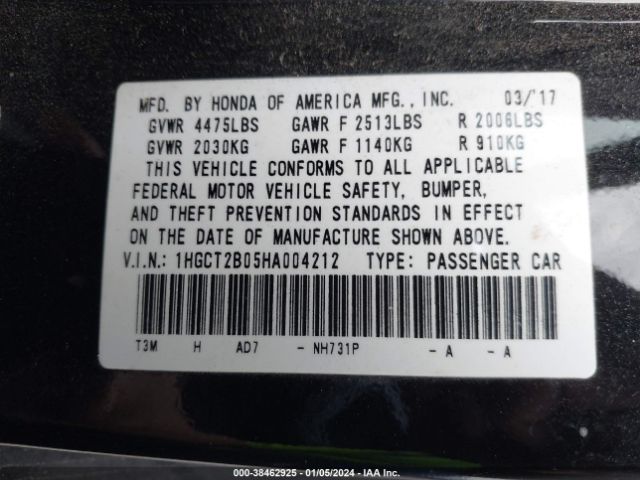 MFD. BY HONDA OF AMERICA MFG., INC. 03/'17
GVWR 4475LBS GAWR F 2513LBS R 2006LBS
GVWR 2030KG GAWR F 1140KG R 910KG
THIS VEHICLE CONFORMS TO ALL APPLICABLE
FEDERAL MOTOR VEHICLE SAFETY, BUMPER,
AND THEFT PREVENTION STANDARDS IN EFFECT
ON THE DATE OF MANUFACTURE SHOWN ABOVE.
V.I.N.: 1HGCT2B05HA004212 TYPE: PASSENGER CAR
T3M H AD7 - NH731P - A - A
000-38462925 - 01/05/2024 - IAA Inc.